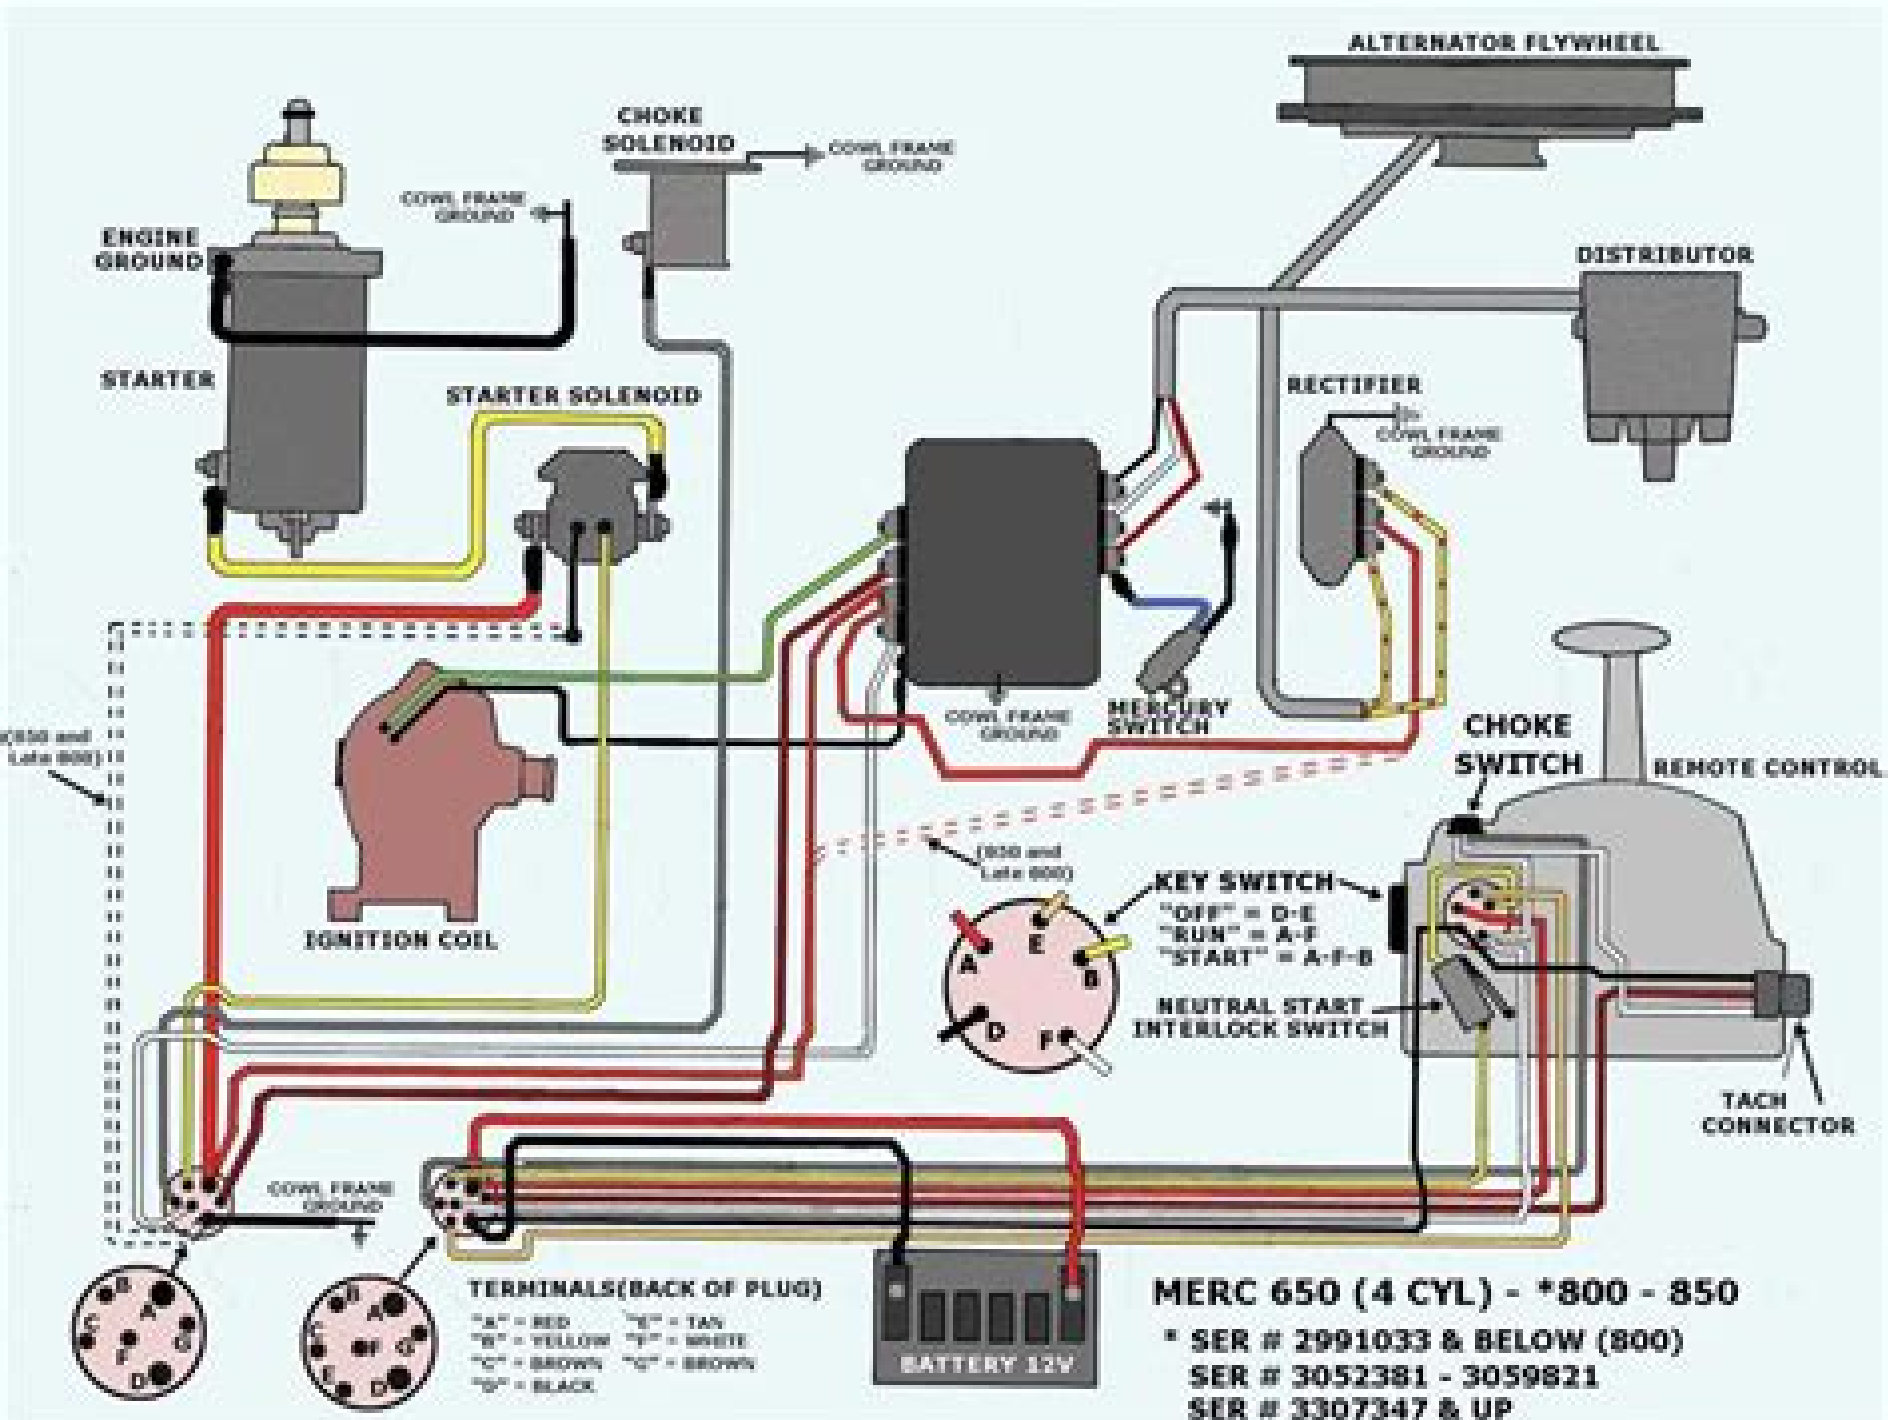 ALTERNATOR FLYWHEEL
CHOKE
SOLENOID
COWL FRAME
GROUND
COWL FRAME
GROUND
ENGINE
GROUND
DISTRIBUTOR
STARTER
STARTER SOLENOID
RECTIFIER
COWL FRAME
GROUND
COWL FRAME
GROUND
MERCURY
SWITCH
CHOKE
SWITCH
REMOTE CONTROL
(850 and
Late 800)
(850 and
Late 800)
IGNITION COIL
KEY SWITCH
"OFF" = D-E
"RUN" = A-F
"START" = A-F-B
A
E
B
D
F
NEUTRAL START
INTERLOCK SWITCH
TACH
CONNECTOR
COWL FRAME
GROUND
B
A
C
G
F
D
B
A
C
F
G
E
D
TERMINALS(BACK OF PLUG)
"A" = RED "E" = TAN
"B" = YELLOW "F" = WHITE
"C" = BROWN "G" = BROWN
"D" = BLACK
BATTERY 12V
MERC 650 (4 CYL) - *800 - 850
* SER # 2991033 & BELOW (800)
SER # 3052381 - 3059821
SER # 3307347 & UP